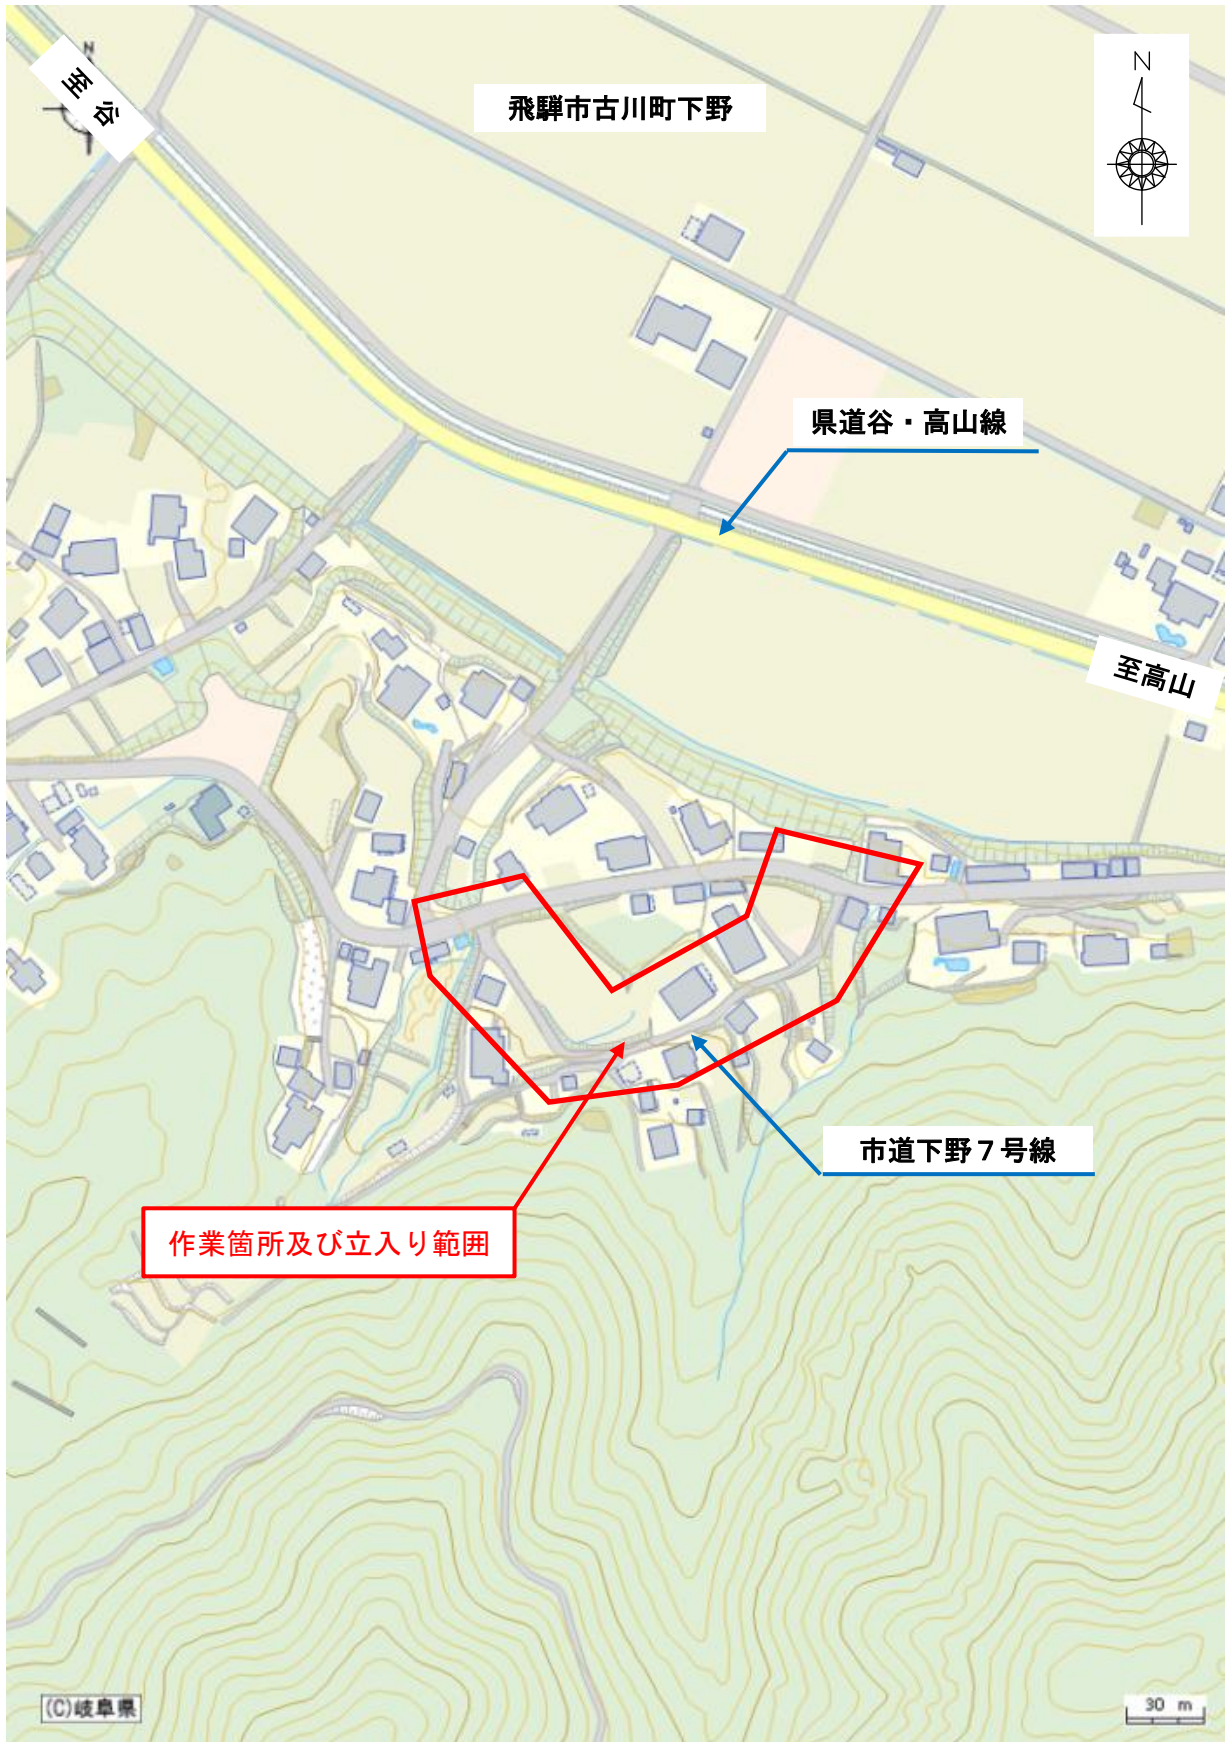 N
至 谷
飛騨市古川町下野
N
県道谷・高山線
至高山
市道下野７号線
作業箇所及び立入り範囲
(C)岐阜県
30 m